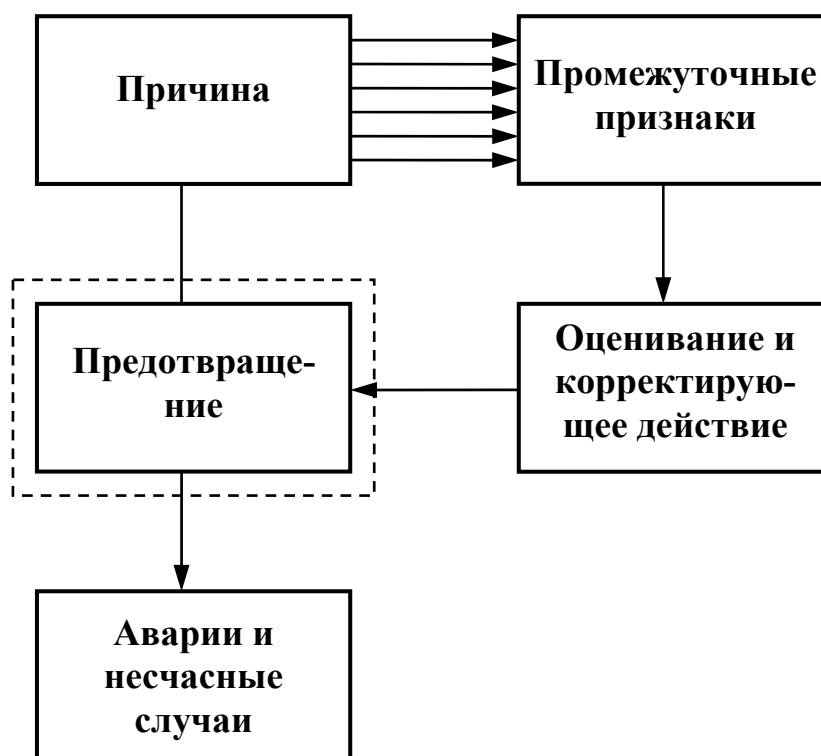 Причина
Промежуточные
признаки
Предотвраще-
ние
Оценивание и
корректирую-
щее действие
Аварии и
несчасные
случаи